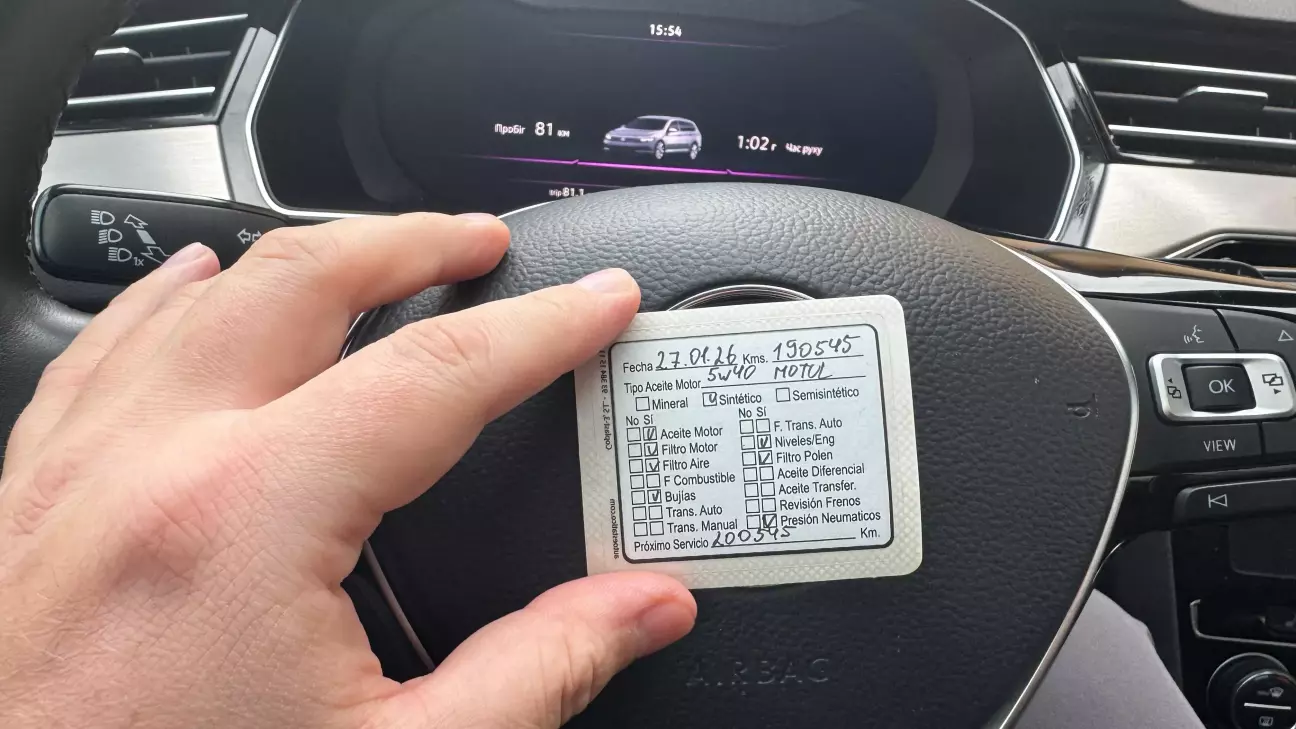 15:54
Пробіг 81 км
1:02 г Час руху
trip 81.1
1x
OK
VIEW
Fecha 27.01.26 Kms. 190545
Tipo Aceite Motor 5W40 MOTUL
Mineral Sintético Semisintético
No Sí
Aceite Motor
Filtro Motor
Filtro Aire
F Combustible
Bujías
Trans. Auto
Trans. Manual
No Sí
F. Trans. Auto
Niveles/Eng
Filtro Polen
Aceite Diferencial
Aceite Transfer.
Revisión Frenos
Presión Neumaticos
Próximo Servicio 200545 Km.
AIRBAG